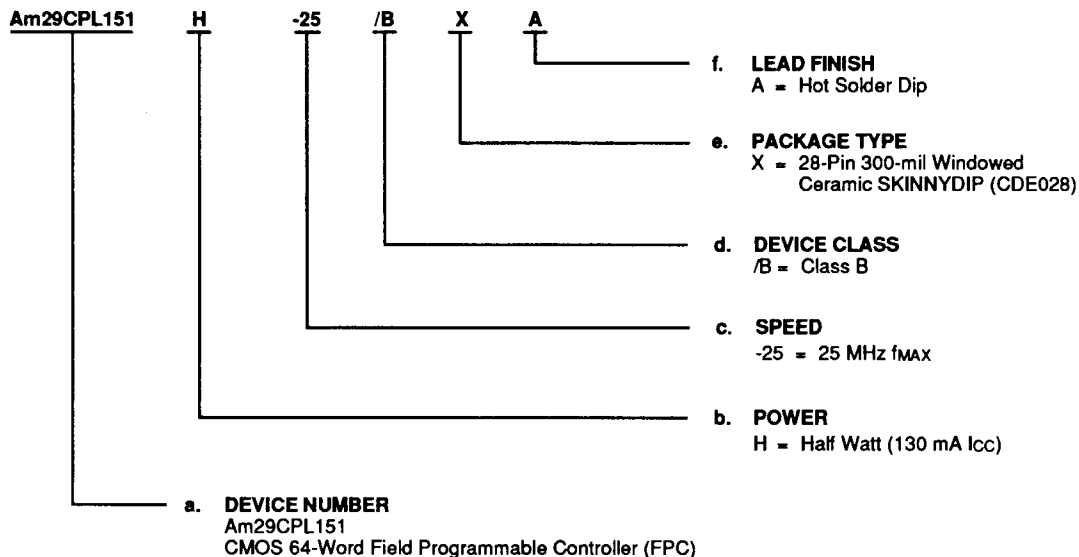 Am29CPL151 H -25 /B X A
f. LEAD FINISH
A = Hot Solder Dip
e. PACKAGE TYPE
X = 28-Pin 300-mil Windowed
Ceramic SKINNYDIP (CDE028)
d. DEVICE CLASS
/B = Class B
c. SPEED
-25 = 25 MHz fMAX
b. POWER
H = Half Watt (130 mA ICC)
a. DEVICE NUMBER
Am29CPL151
CMOS 64-Word Field Programmable Controller (FPC)